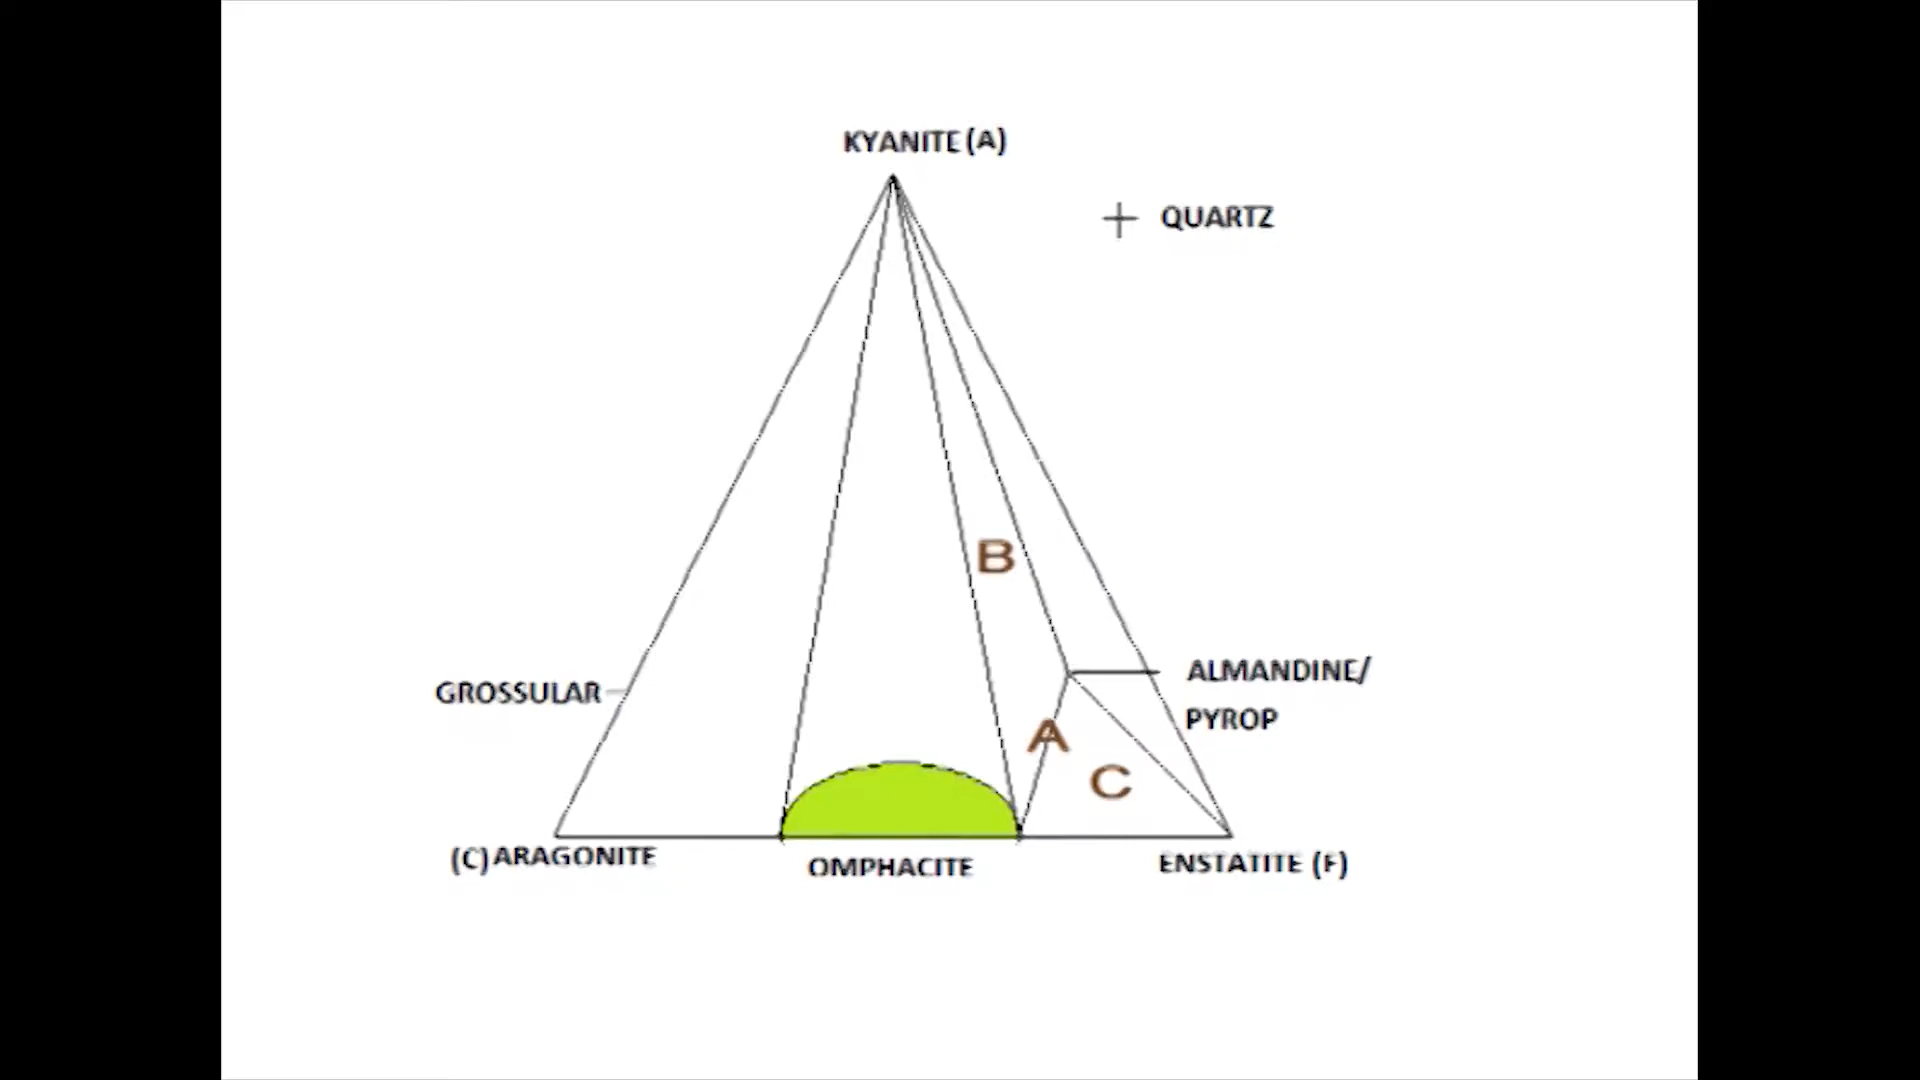 KYANITE (A)
+ QUARTZ
B
GROSSULAR
ALMANDINE/
PYROP
A
C
(C) ARAGONITE
OMPHACITE
ENSTATITE (F)